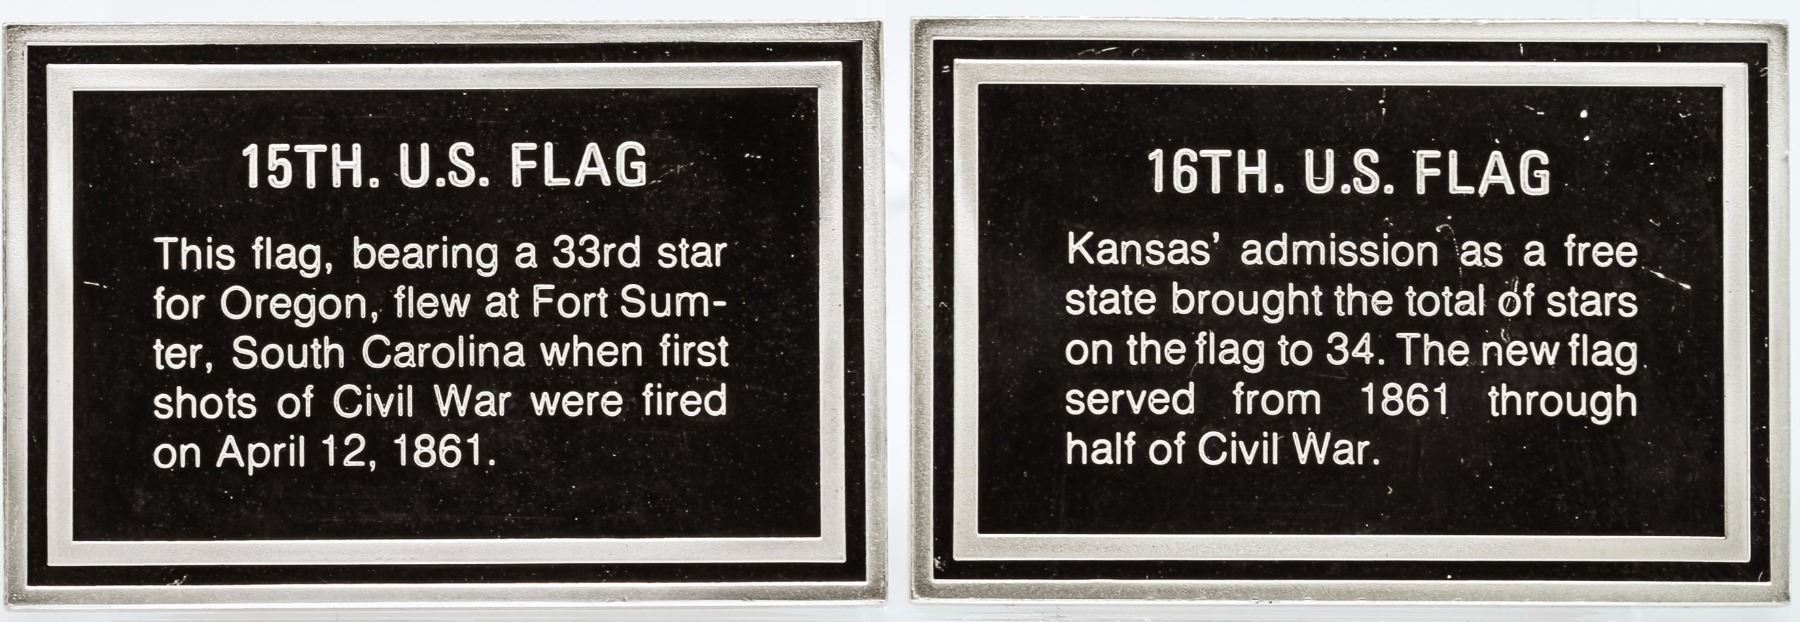 15TH. U.S. FLAG
This flag, bearing a 33rd star
for Oregon, flew at Fort Sum-
ter, South Carolina when first
shots of Civil War were fired
on April 12, 1861.
16TH. U.S. FLAG
Kansas' admission as a free
state brought the total of stars
on the flag to 34. The new flag
served from 1861 through
half of Civil War.